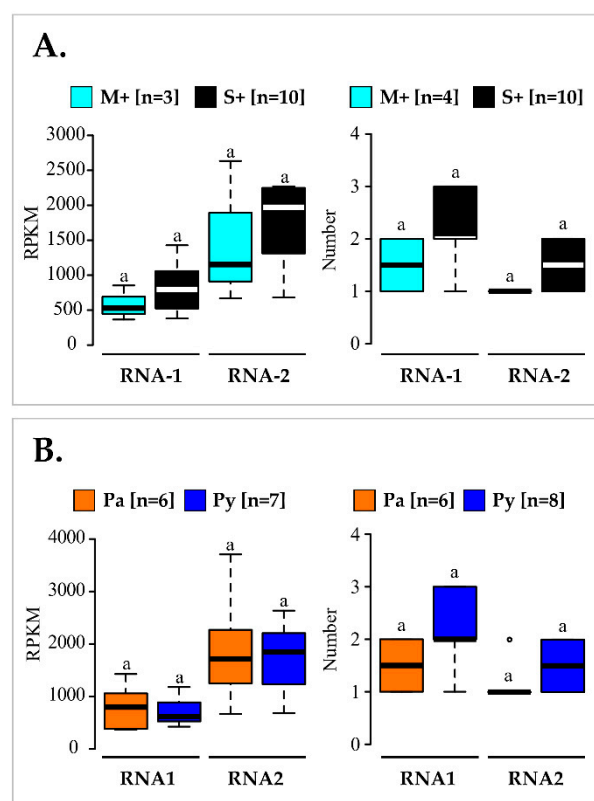 A.
M+ [n=3] S+ [n=10] M+ [n=4] S+ [n=10]
RPKM
3000
2500
2000
1500
1000
500
0
a
a
a
a
RNA-1 RNA-2
Number
4
3
2
1
0
a
a
a
a
RNA-1 RNA-2
B.
Pa [n=6] Py [n=7] Pa [n=6] Py [n=8]
RPKM
4000
3000
2000
1000
0
a
a
a
a
RNA1 RNA2
Number
4
3
2
1
0
a
a
a
a
RNA1 RNA2